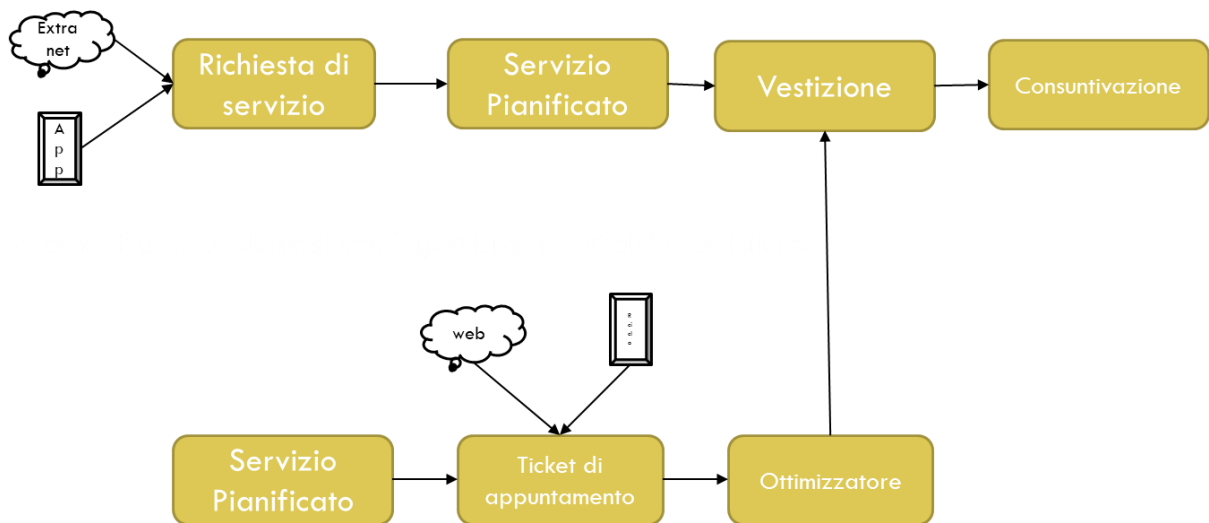 Extra
net
Richiesta di
servizio
Servizio
Pianificato
Vestizione
Consuntivazione
A
p
p
web
Servizio
Pianificato
Ticket di
appuntamento
Ottimizzatore